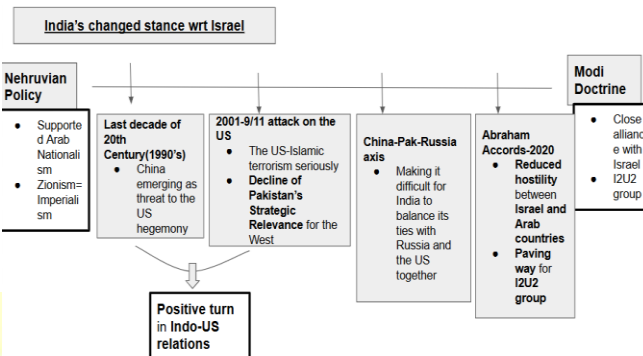 India's changed stance wrt Israel
Nehruvian
Policy
● Supporte
d Arab
Nationali
sm
● Zionism=
Imperiali
sm
Last decade of
20th
Century(1990's)
● China
emerging as
threat to the
US
hegemony
2001-9/11 attack on the
US
● The US-Islamic
terrorism seriously
● Decline of
Pakistan's
Strategic
Relevance for the
West
Positive turn
in Indo-US
relations
China-Pak-Russia
axis
● Making it
difficult for
India to
balance its
ties with
Russia and
the US
together
Abraham
Accords-2020
● Reduced
hostility
between
Israel and
Arab
countries
● Paving
way for
I2U2
group
Modi
Doctrine
● Close
allianc
e with
Israel
● I2U2
group